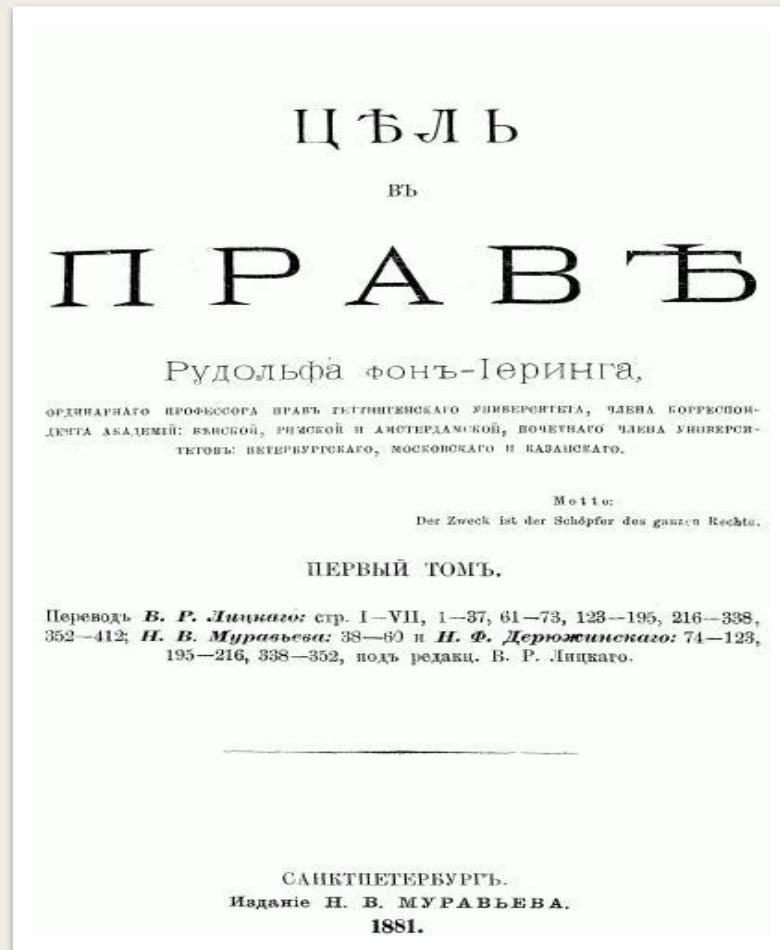 ЦѢЛЬ
ВЪ
ПРАВѢ
Рудольфа фонъ-Іеринга,
ОРДИНАРНАГО ПРОФЕССОРА ПРАВЪ ГЕТТИНГЕНСКАГО УНИВЕРСИТЕТА, ЧЛЕНА КОРРЕСПОН-
ДЕНТА АКАДЕМІЙ: ВѢНСКОЙ, РИМСКОЙ И АМСТЕРДАМСКОЙ, ПОЧЕТНАГО ЧЛЕНА УНИВЕРСИ-
ТЕТОВЪ: ПЕТЕРБУРГСКАГО, МОСКОВСКАГО И КАЗАНСКАГО.
Motto:
Der Zweck ist der Schöpfer des ganzen Rechts.
ПЕРВЫЙ ТОМЪ.
Переводъ В. Р. Лицкаго: стр. I—VII, 1—37, 61—73, 123—195, 216—338,
352—412; Н. В. Муравьева: 38—60 и Н. Ф. Дерюжинскаго: 74—123,
195—216, 338—352, подъ редакц. В. Р. Лицкаго.
САНКТПЕТЕРБУРГЪ.
Изданіе Н. В. МУРАВЬЕВА.
1881.